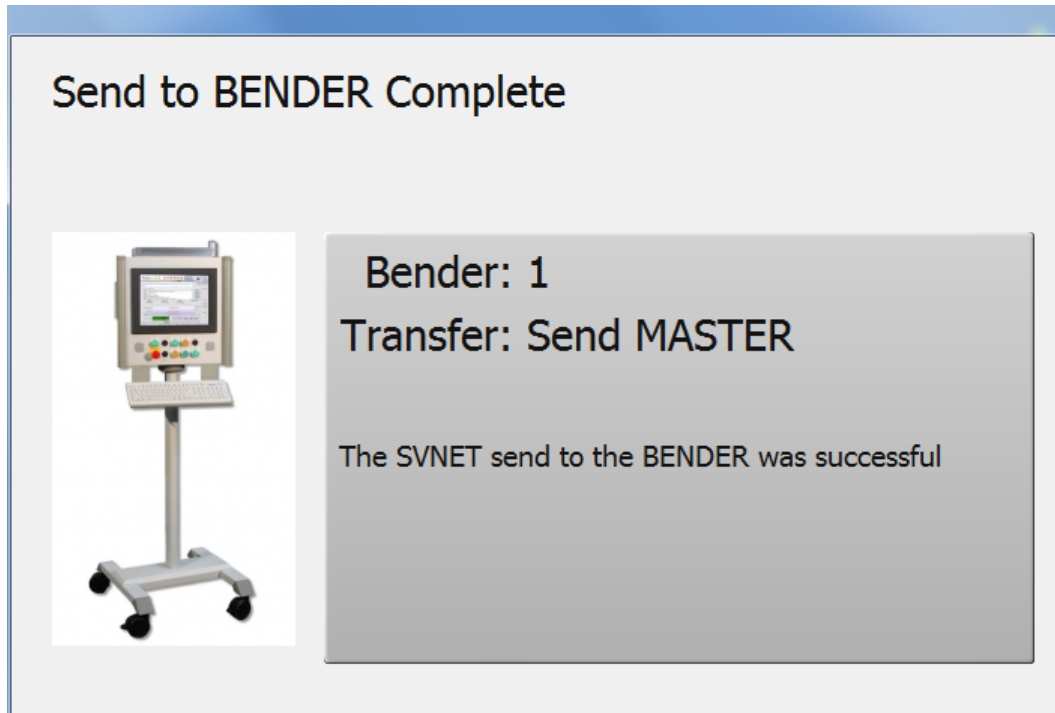 Send to BENDER Complete
Bender: 1
Transfer: Send MASTER
The SVNET send to the BENDER was successful